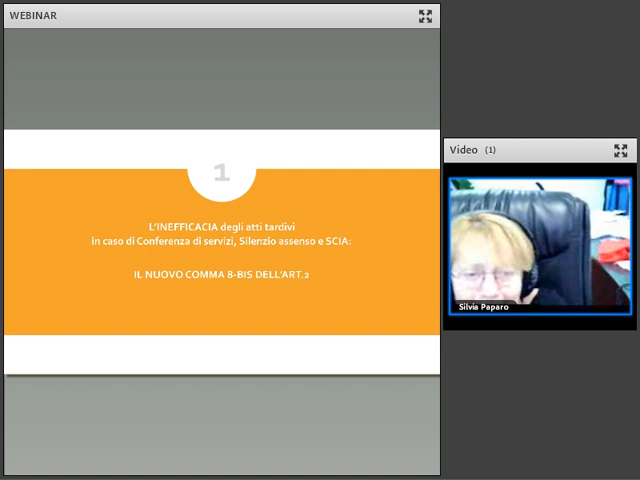 WEBINAR
1
L'INEFFICACIA degli atti tardivi
in caso di Conferenza di servizi, Silenzio assenso e SCIA:
IL NUOVO COMMA 8-BIS DELL'ART.2
Video (1)
Silvia Paparo